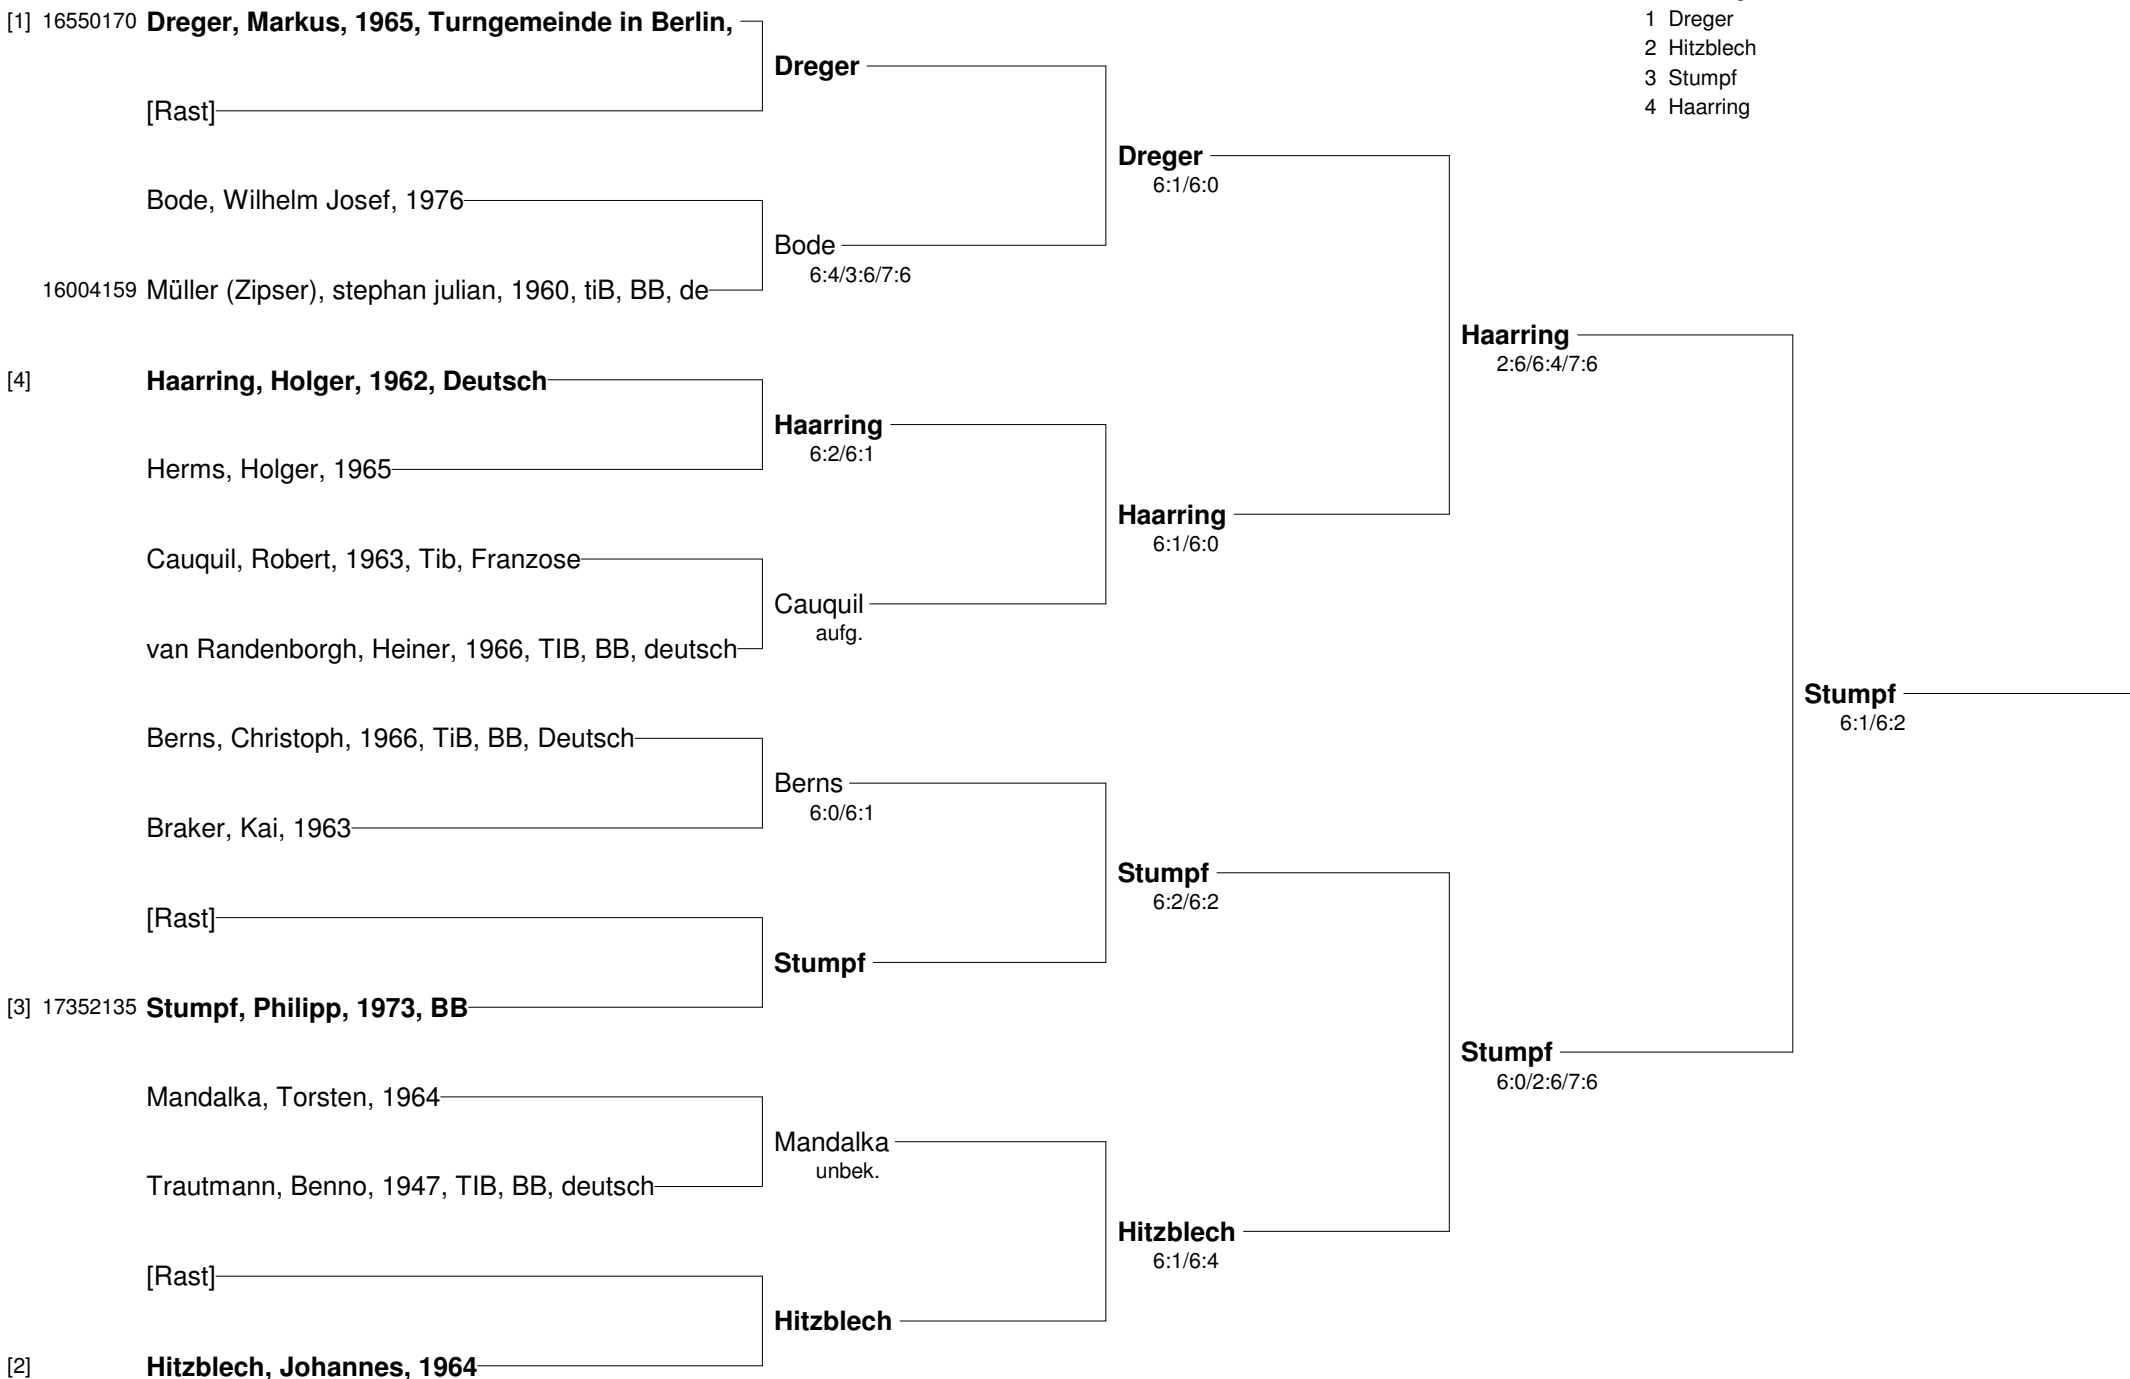 [1] 16550170 Dreger, Markus, 1965, Turngemeinde in Berlin,
[Rast]
Bode, Wilhelm Josef, 1976
16004159 Müller (Zipser), stephan julian, 1960, tiB, BB, de
[4] Haarring, Holger, 1962, Deutsch
Herms, Holger, 1965
Cauquil, Robert, 1963, Tib, Franzose
van Randenborgh, Heiner, 1966, TIB, BB, deutsch
Berns, Christoph, 1966, TiB, BB, Deutsch
Braker, Kai, 1963
[Rast]
[3] 17352135 Stumpf, Philipp, 1973, BB
Mandalka, Torsten, 1964
Trautmann, Benno, 1947, TIB, BB, deutsch
[Rast]
[2] Hitzblech, Johannes, 1964
Dreger
Bode
6:4/3:6/7:6
Haarring
6:2/6:1
Cauquil
aufg.
Berns
6:0/6:1
Stumpf
Mandalka
unbek.
Hitzblech
Dreger
6:1/6:0
Haarring
6:1/6:0
Stumpf
6:2/6:2
Hitzblech
6:1/6:4
Haarring
2:6/6:4/7:6
Stumpf
6:0/2:6/7:6
Stumpf
6:1/6:2
1 Dreger
2 Hitzblech
3 Stumpf
4 Haarring